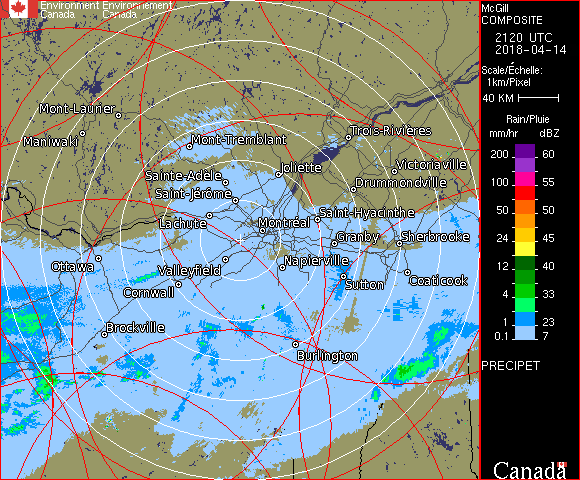 Environment Environnement
Canada Canada
McGill
COMPOSITE
2120 UTC
2018-04-14
Scale/Échelle:
1km/Pixel
40 KM
Rain/Pluie
mm/hr dBZ
200 60
150 57
100 55
50 50
24 45
12 40
4 33
1 23
0.1 7
PRECIPET
Canada
Mont-Laurier
Maniwaki
Mont-Tremblant
Trois-Rivières
Joliette
Victoriaville
Sainte-Adèle
Drummondville
Saint-Jérôme
Saint-Hyacinthe
Lachute
Montréal
Granby
Sherbrooke
Ottawa
Valleyfield
Napierville
Cornwall
Sutton
Coaticook
Brockville
Burlington